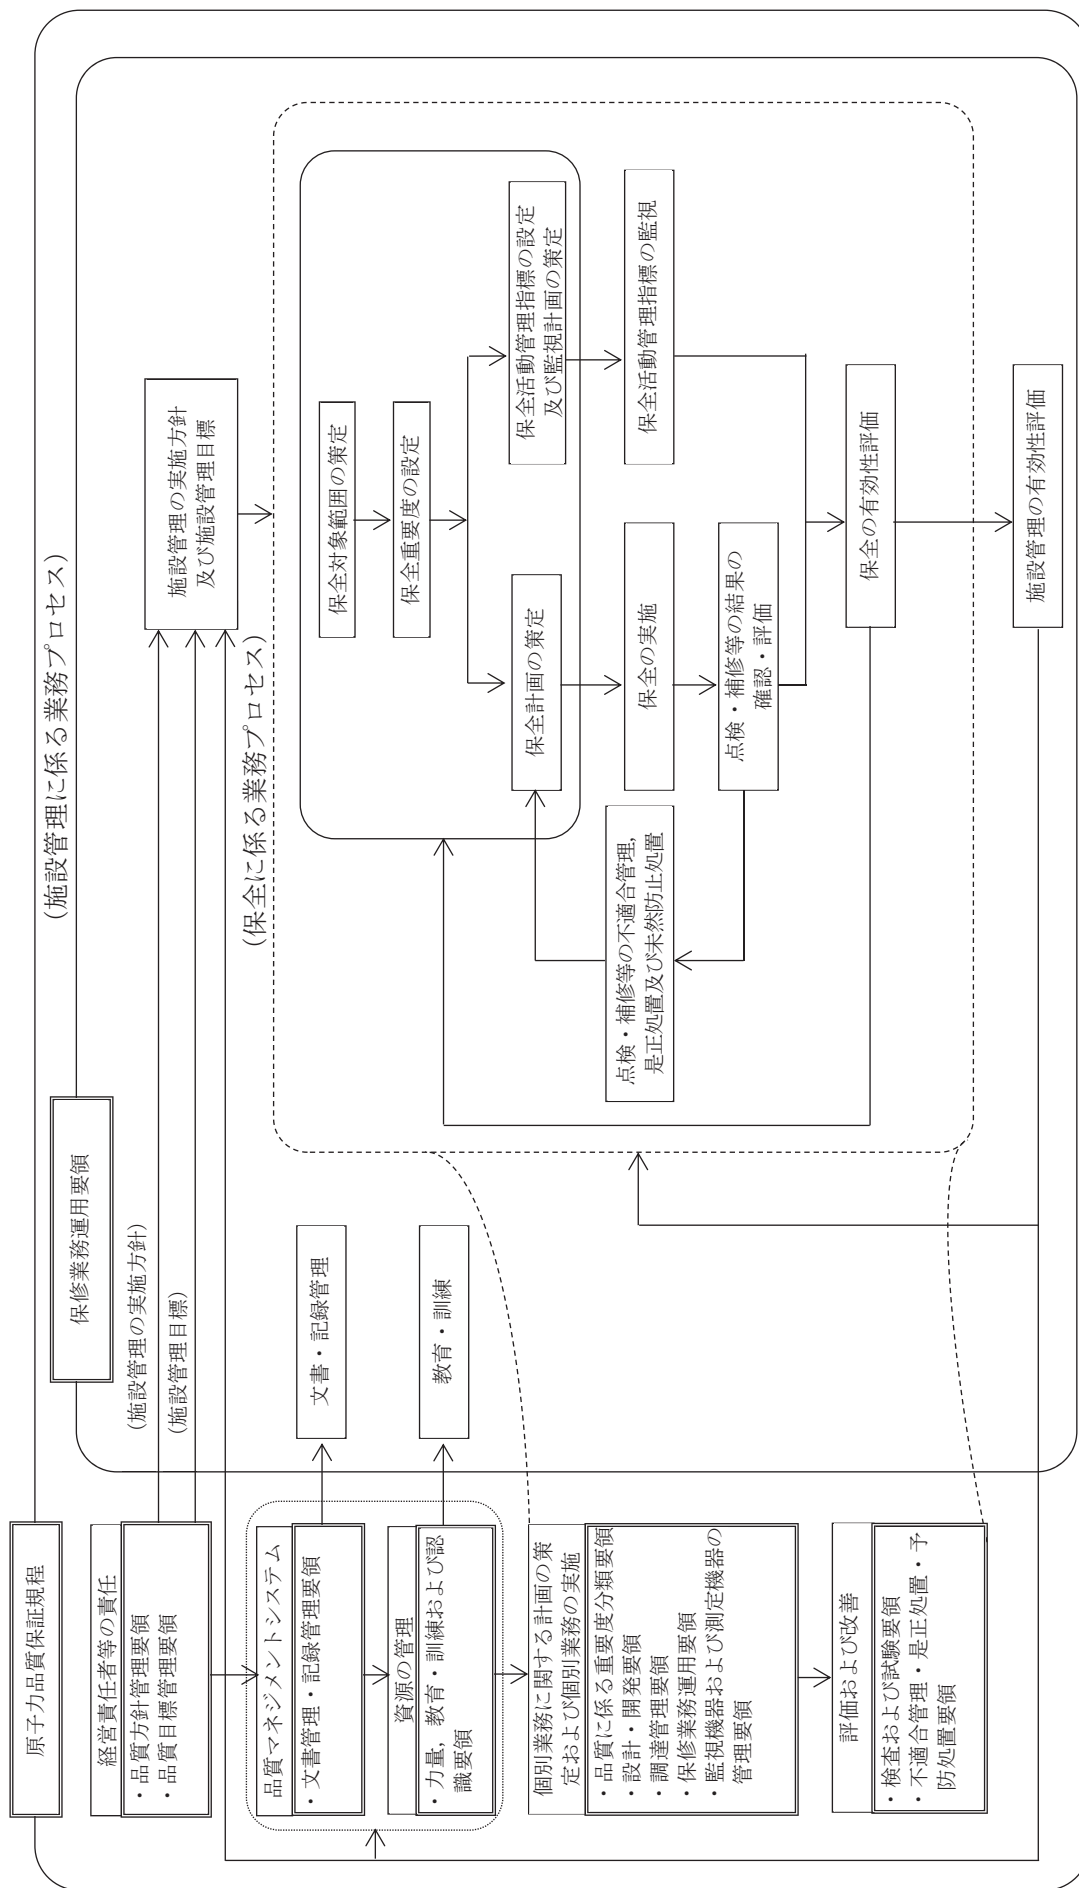 原子力品質保証規程
経営責任者等の責任
・品質方針管理要領
・品質目標管理要領
品質マネジメントシステム
・文書管理・記録管理要領
資源の管理
・力量，教育・訓練および認
識要領
個別業務に関する計画の策
定および個別業務の実施
・品質に係る重要度分類要領
・設計・開発要領
・調達管理要領
・保修業務運用要領
・監視機器および測定機器の
管理要領
評価および改善
・検査および試験要領
・不適合管理・是正処置・予
防処置要領
保修業務運用要領
(施設管理に係る業務プロセス)
(施設管理の実施方針)
(施設管理目標)
文書・記録管理
教育・訓練
施設管理の実施方針
及び施設管理目標
(保全に係る業務プロセス)
保全対象範囲の策定
保全重要度の設定
保全計画の策定
保全活動管理指標の設定
及び監視計画の策定
保全の実施
保全活動管理指標の監視
点検・補修等の不適合管理，
是正処置及び未然防止処置
点検・補修等の結果の
確認・評価
保全の有効性評価
施設管理の有効性評価